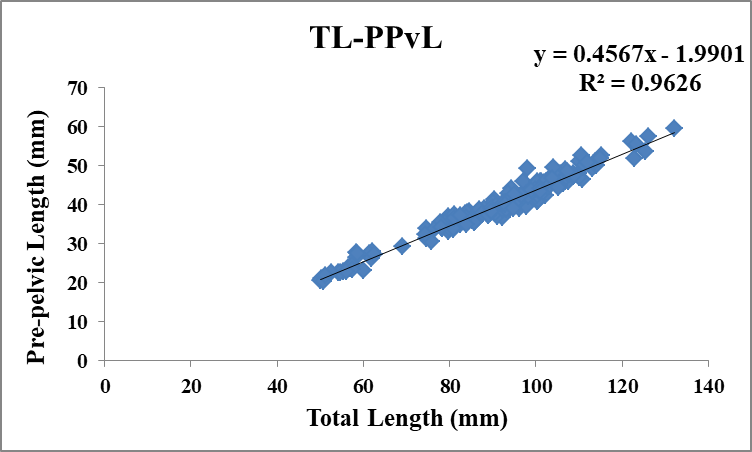 TL-PPvL
y = 0.4567x - 1.9901
R² = 0.9626
70
60
50
40
30
20
10
0
Pre-pelvic Length (mm)
0 20 40 60 80 100 120 140
Total Length (mm)